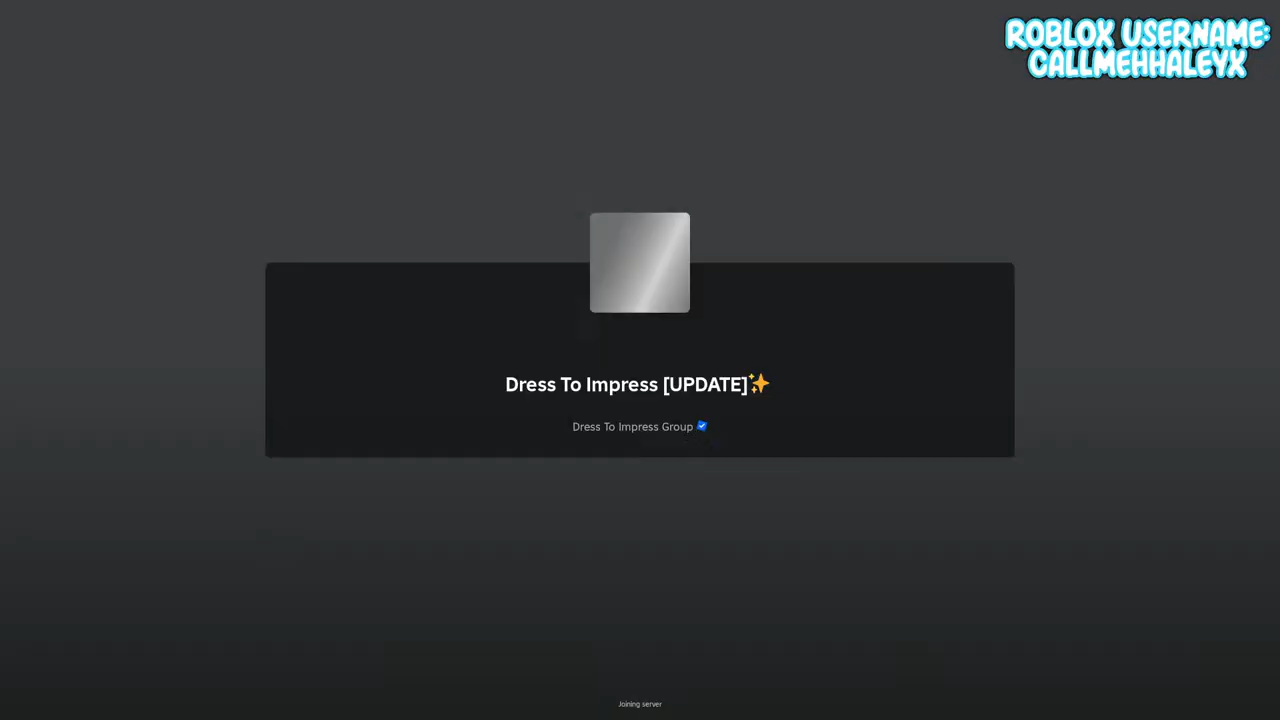 ROBLOX USERNAME:
CALLMEHHALEYX
Dress To Impress [UPDATE]✨
Dress To Impress Group
Joining server